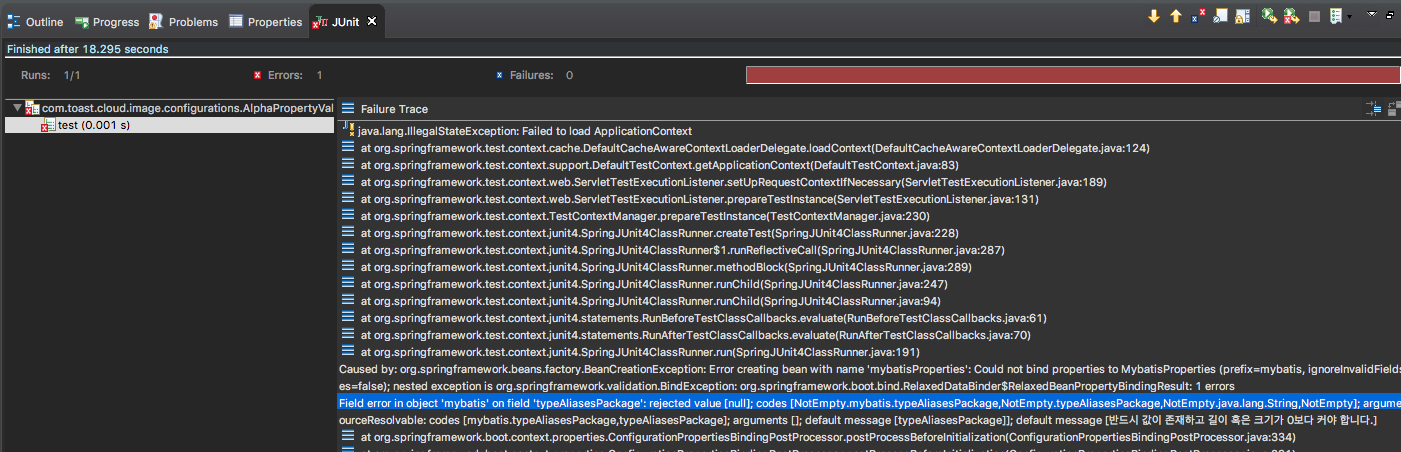 Outline Progress Problems Properties JUnit
Finished after 18.295 seconds
Runs: 1/1 Errors: 1 Failures: 0
com.toast.cloud.image.configurations.AlphaPropertyVal
test (0.001 s)
Failure Trace
java.lang.IllegalStateException: Failed to load ApplicationContext
at org.springframework.test.context.cache.DefaultCacheAwareContextLoaderDelegate.loadContext(DefaultCacheAwareContextLoaderDelegate.java:124)
at org.springframework.test.context.support.DefaultTestContext.getApplicationContext(DefaultTestContext.java:83)
at org.springframework.test.context.web.ServletTestExecutionListener.setUpRequestContextIfNecessary(ServletTestExecutionListener.java:189)
at org.springframework.test.context.web.ServletTestExecutionListener.prepareTestInstance(ServletTestExecutionListener.java:131)
at org.springframework.test.context.TestContextManager.prepareTestInstance(TestContextManager.java:230)
at org.springframework.test.context.junit4.SpringJUnit4ClassRunner.createTest(SpringJUnit4ClassRunner.java:228)
at org.springframework.test.context.junit4.SpringJUnit4ClassRunner$1.runReflectiveCall(SpringJUnit4ClassRunner.java:287)
at org.springframework.test.context.junit4.SpringJUnit4ClassRunner.methodBlock(SpringJUnit4ClassRunner.java:289)
at org.springframework.test.context.junit4.SpringJUnit4ClassRunner.runChild(SpringJUnit4ClassRunner.java:247)
at org.springframework.test.context.junit4.SpringJUnit4ClassRunner.runChild(SpringJUnit4ClassRunner.java:94)
at org.springframework.test.context.junit4.statements.RunBeforeTestClassCallbacks.evaluate(RunBeforeTestClassCallbacks.java:61)
at org.springframework.test.context.junit4.statements.RunAfterTestClassCallbacks.evaluate(RunAfterTestClassCallbacks.java:70)
at org.springframework.test.context.junit4.SpringJUnit4ClassRunner.run(SpringJUnit4ClassRunner.java:191)
Caused by: org.springframework.beans.factory.BeanCreationException: Error creating bean with name 'mybatisProperties': Could not bind properties to MybatisProperties (prefix=mybatis, ignoreInvalidFields
es=false); nested exception is org.springframework.validation.BindException: org.springframework.boot.bind.RelaxedDataBinder$RelaxedBeanPropertyBindingResult: 1 errors
Field error in object 'mybatis' on field 'typeAliasesPackage': rejected value [null]; codes [NotEmpty.mybatis.typeAliasesPackage,NotEmpty.typeAliasesPackage,NotEmpty.java.lang.String,NotEmpty]; argume
ourceResolvable: codes [mybatis.typeAliasesPackage,typeAliasesPackage]; arguments []; default message [typeAliasesPackage]]; default message [반드시 값이 존재하고 길이 혹은 크기가 0보다 커야 합니다.]
at org.springframework.boot.context.properties.ConfigurationPropertiesBindingPostProcessor.postProcessBeforeInitialization(ConfigurationPropertiesBindingPostProcessor.java:334)